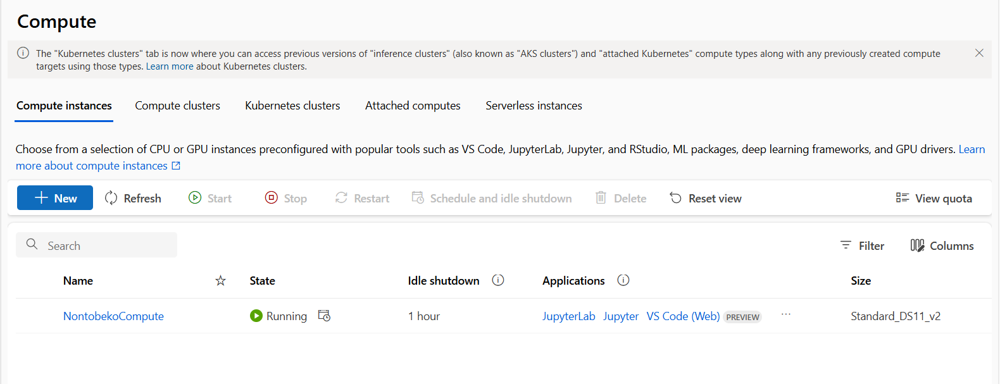 Compute
The "Kubernetes clusters" tab is now where you can access previous versions of "inference clusters" (also known as "AKS clusters") and "attached Kubernetes" compute types along with any previously created compute
targets using those types. Learn more about Kubernetes clusters.
Compute instances Compute clusters Kubernetes clusters Attached computes Serverless instances
Choose from a selection of CPU or GPU instances preconfigured with popular tools such as VS Code, JupyterLab, Jupyter, and RStudio, ML packages, deep learning frameworks, and GPU drivers. Learn
more about compute instances
New Refresh Start Stop Restart Schedule and idle shutdown Delete Reset view View quota
Search Filter Columns
Name State Idle shutdown Applications Size
NontobekoCompute Running 1 hour JupyterLab Jupyter VS Code (Web) PREVIEW ... Standard_DS11_v2